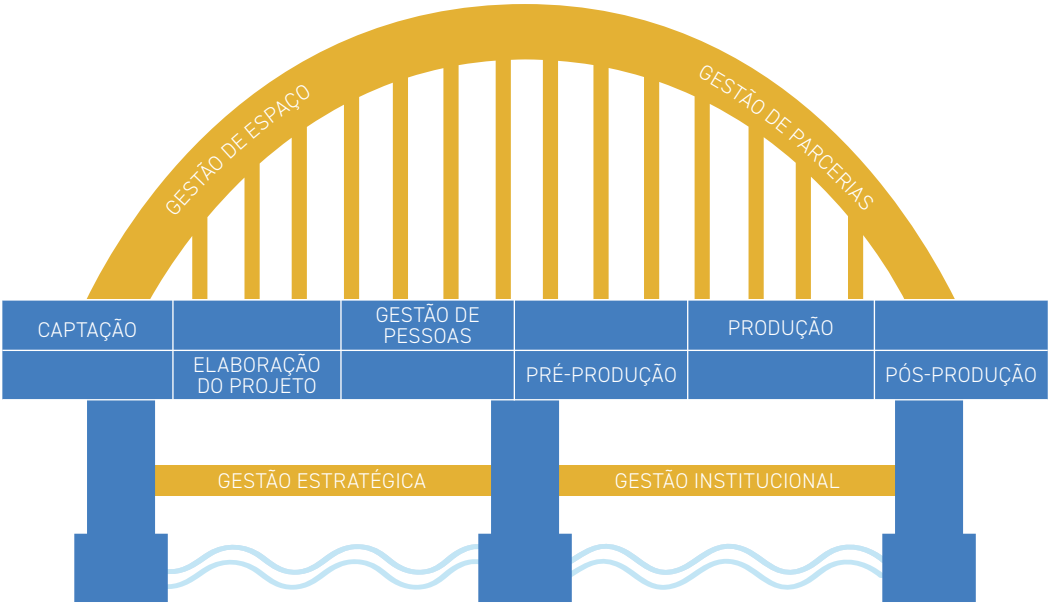 GESTÃO DE ESPAÇO
GESTÃO DE PARCERIAS
CAPTAÇÃO
GESTÃO DE
PESSOAS
PRODUÇÃO
ELABORAÇÃO
DO PROJETO
PRÉ-PRODUÇÃO
PÓS-PRODUÇÃO
GESTÃO ESTRATÉGICA
GESTÃO INSTITUCIONAL